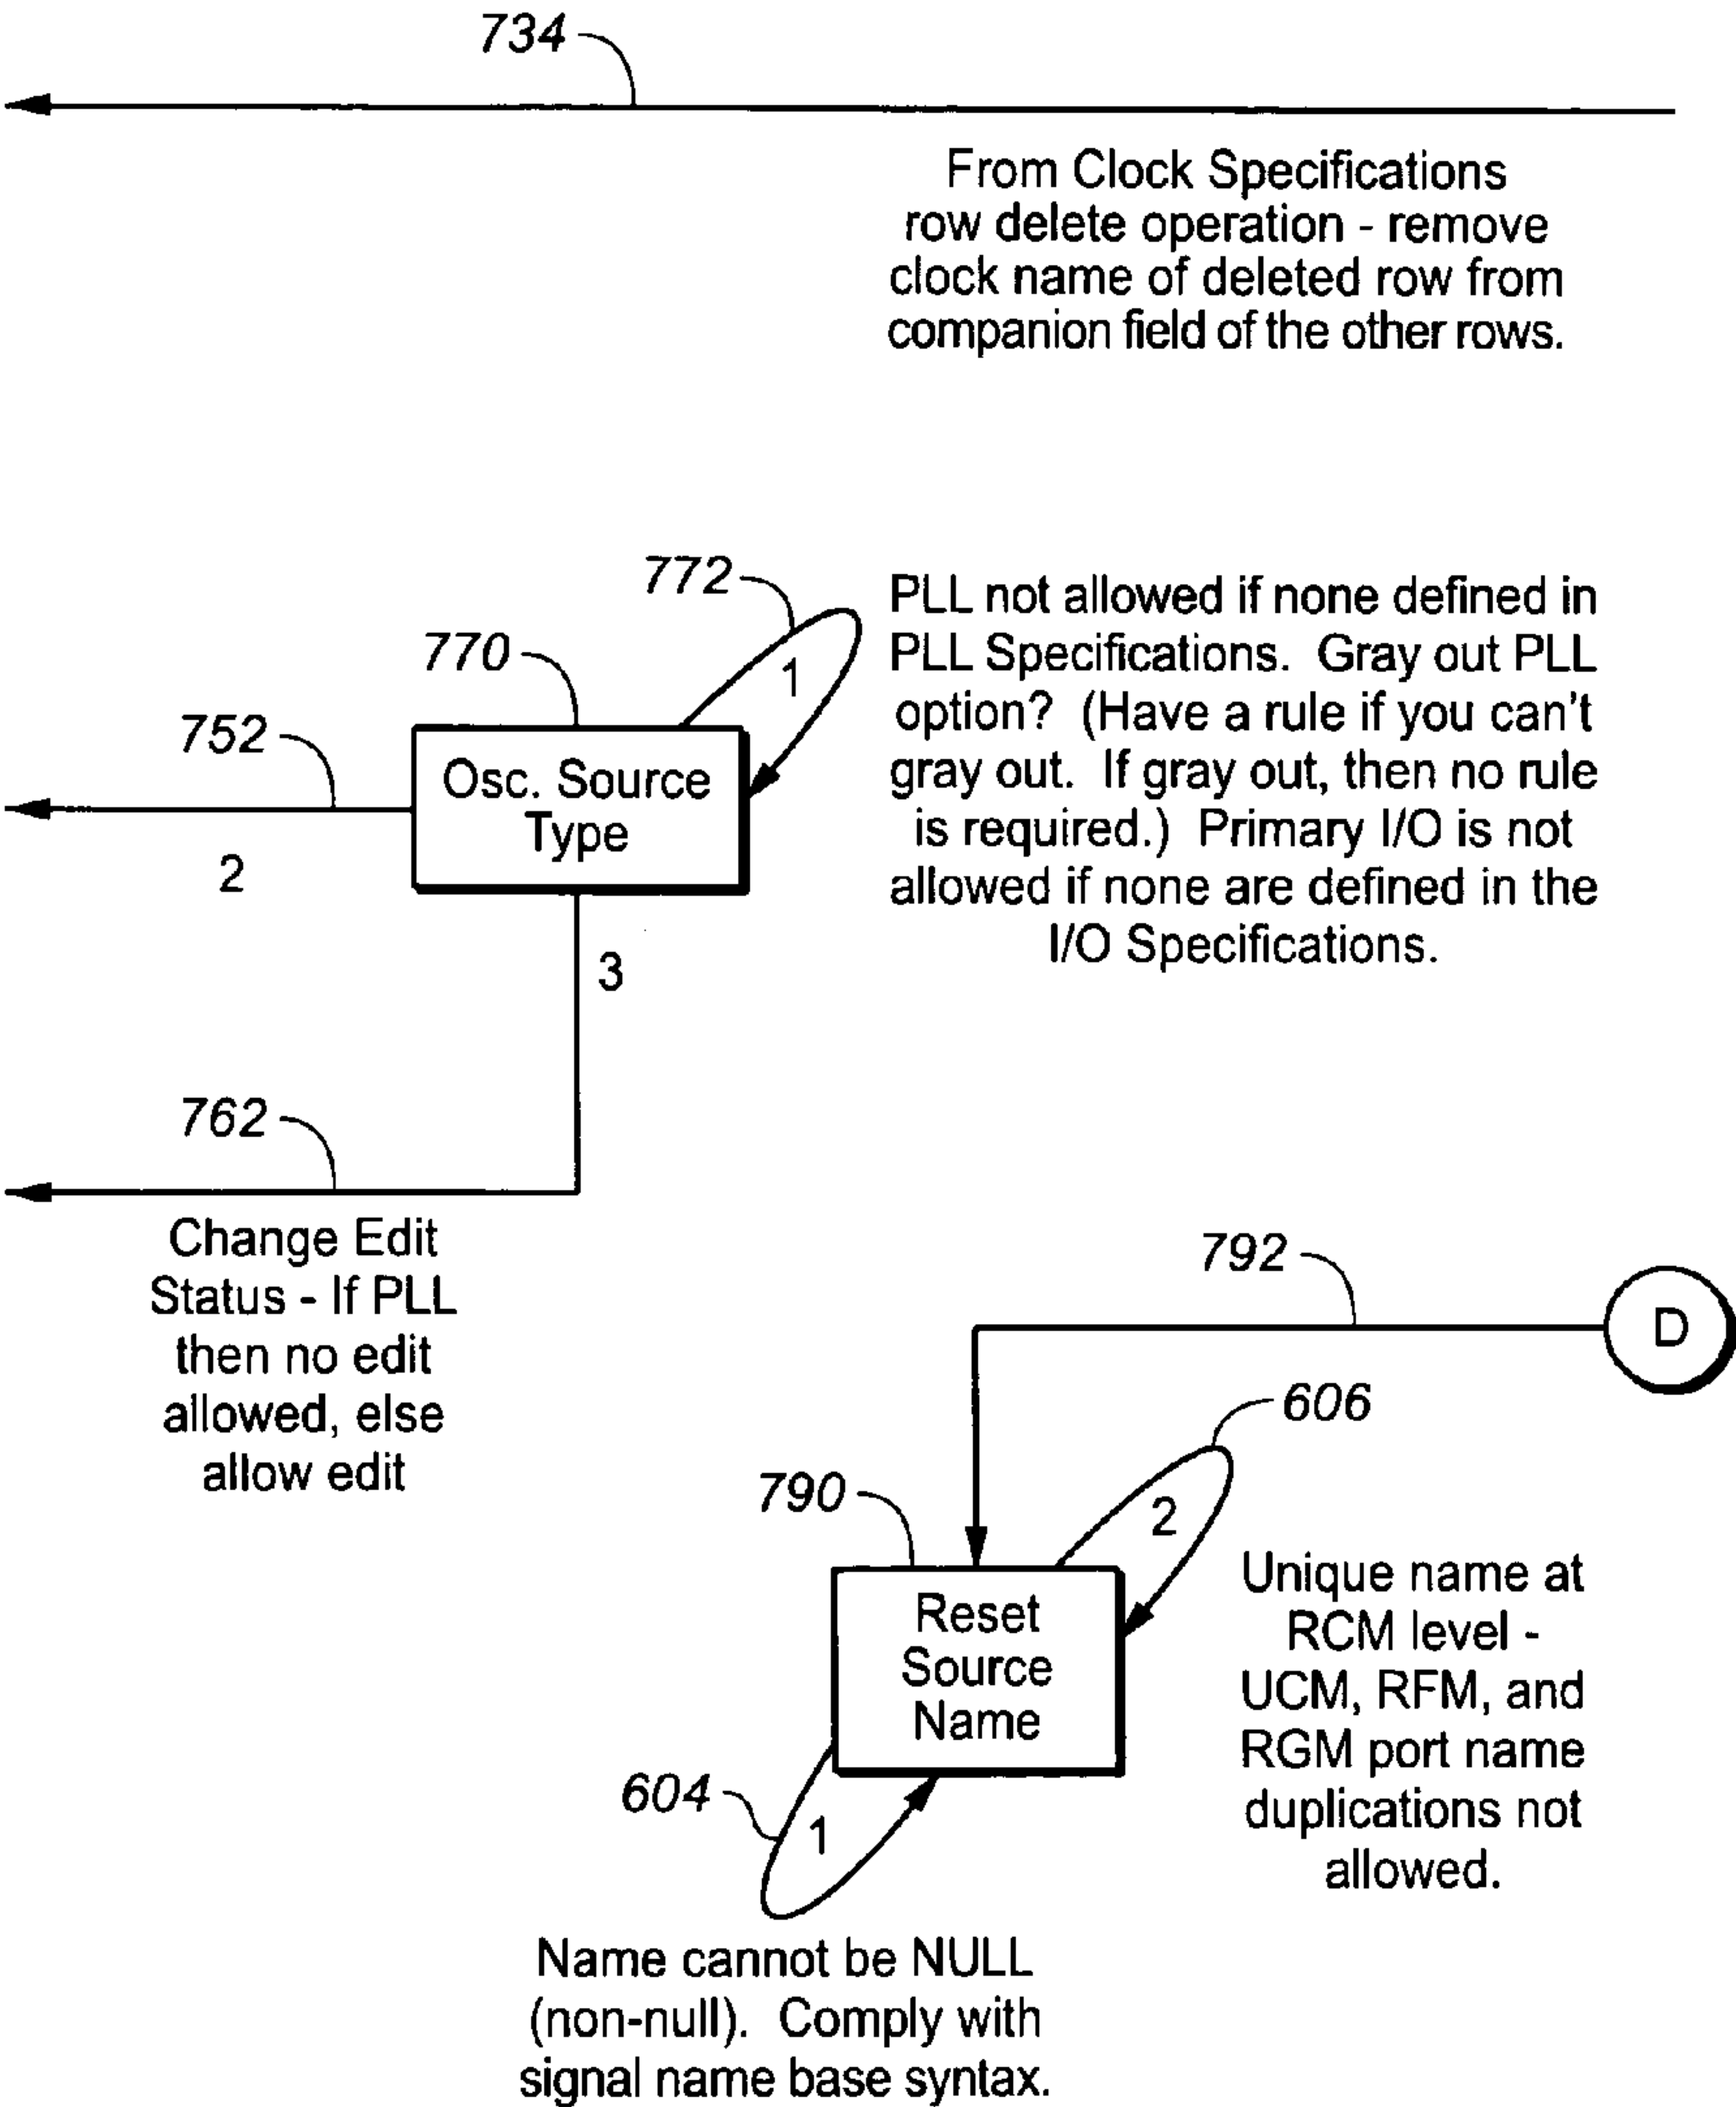 734
From Clock Specifications
row delete operation - remove
clock name of deleted row from
companion field of the other rows.
772
PLL not allowed if none defined in
PLL Specifications. Gray out PLL
option? (Have a rule if you can't
gray out. If gray out, then no rule
is required.) Primary I/O is not
allowed if none are defined in the
I/O Specifications.
1
770
752
Osc. Source
Type
2
3
762
Change Edit
Status - If PLL
then no edit
allowed, else
allow edit
792
D
606
790
2
Reset
Source
Name
Unique name at
RCM level -
UCM, RFM, and
RGM port name
duplications not
allowed.
604
1
Name cannot be NULL
(non-null). Comply with
signal name base syntax.